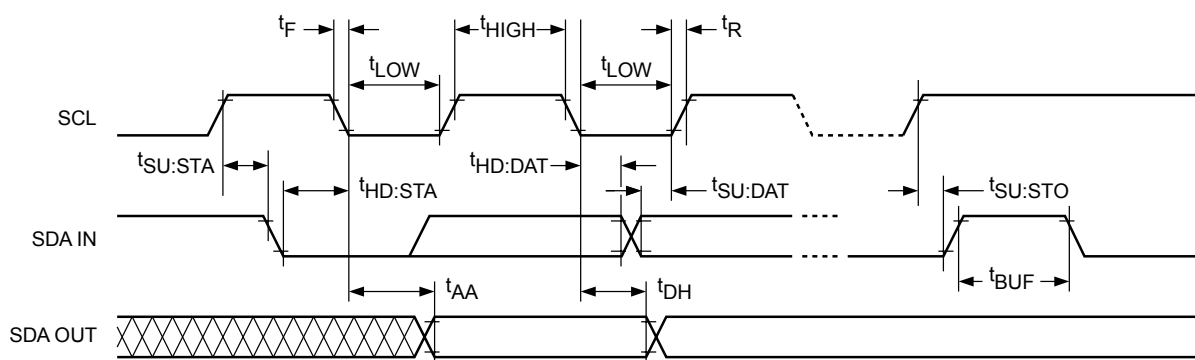 tF
tHIGH
tR
tLOW
tLOW
SCL
tSU:STA
tHD:STA
tHD:DAT
tSU:DAT
tSU:STO
SDA IN
tAA
tDH
tBUF
SDA OUT